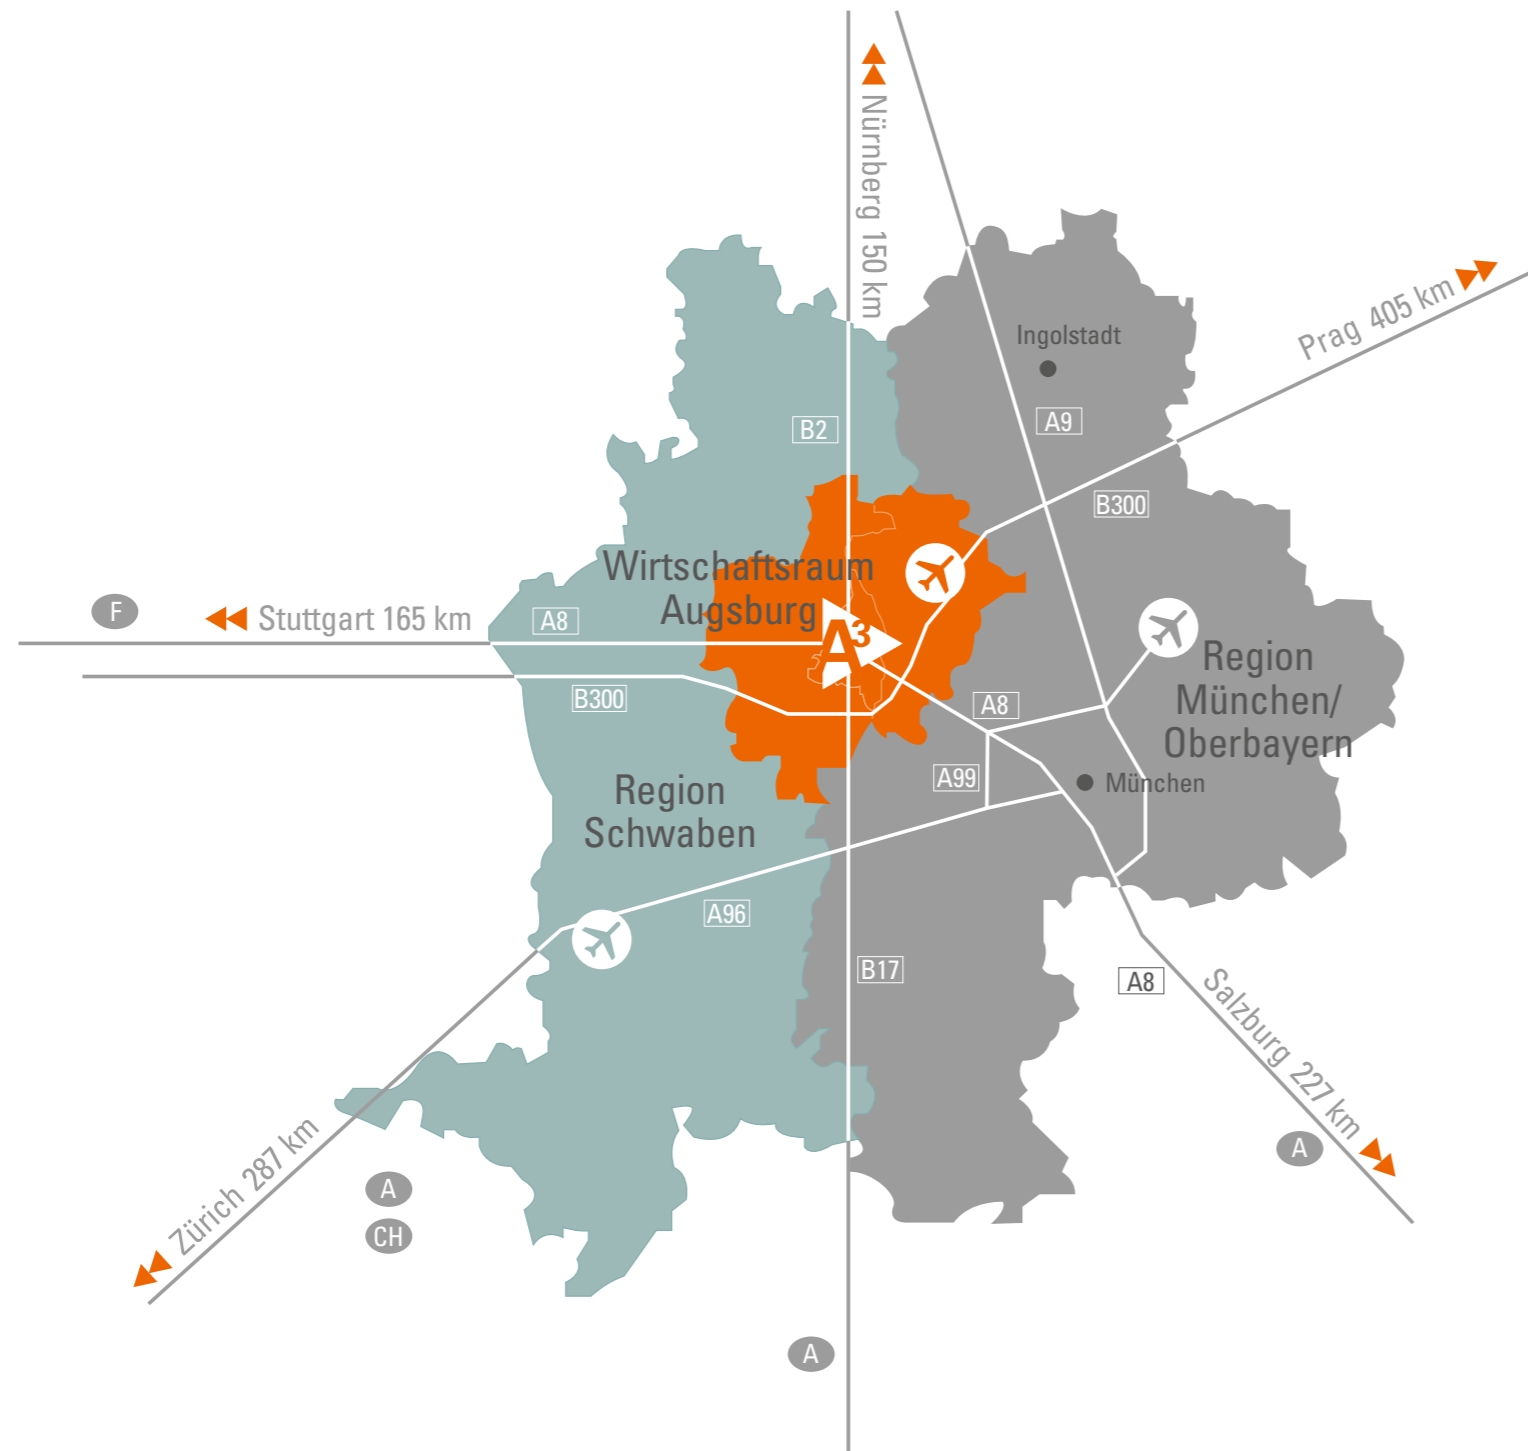 Nürnberg 150 km
Prag 405 km
Ingolstadt
A9
B2
B300
Wirtschaftsraum
Augsburg
F
Stuttgart 165 km
A8
A³
B300
Region
München/
Oberbayern
A8
A99
München
Region
Schwaben
A96
B17
A8
Salzburg 227 km
A
Zürich 287 km
A
CH
A